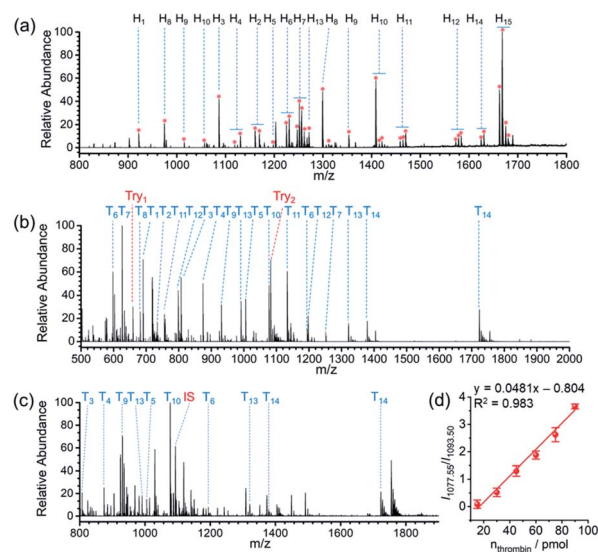 (a)
H1 H8 H9 H10 H3 H4 H2 H5 H6 H7 H13 H8 H9 H10 H11 H12 H14 H15
Relative Abundance
100
80
60
40
20
0
800 900 1000 1100 1200 1300 1400 1500 1600 1700 1800
m/z
Try1 Try2
(b)
T6 T7 T8 T1 T2 T11 T12 T3 T4 T9 T13 T5 T10 T11 T6 T12 T7 T13 T14 T14
Relative Abundance
100
80
60
40
20
0
500 600 700 800 900 1000 1100 1200 1300 1400 1500 1600 1700 1800 1900 2000
m/z
(c)
T3 T4 T9 T13 T5 T10 IS T6 T13 T14 T14
Relative Abundance
100
80
60
40
20
0
800 1000 1200 1400 1600 1800
m/z
(d)
y = 0.0481x – 0.804
R² = 0.983
I1077.55/I1093.50
4
3
2
1
0
20 40 60 80
nthrombin / pmol